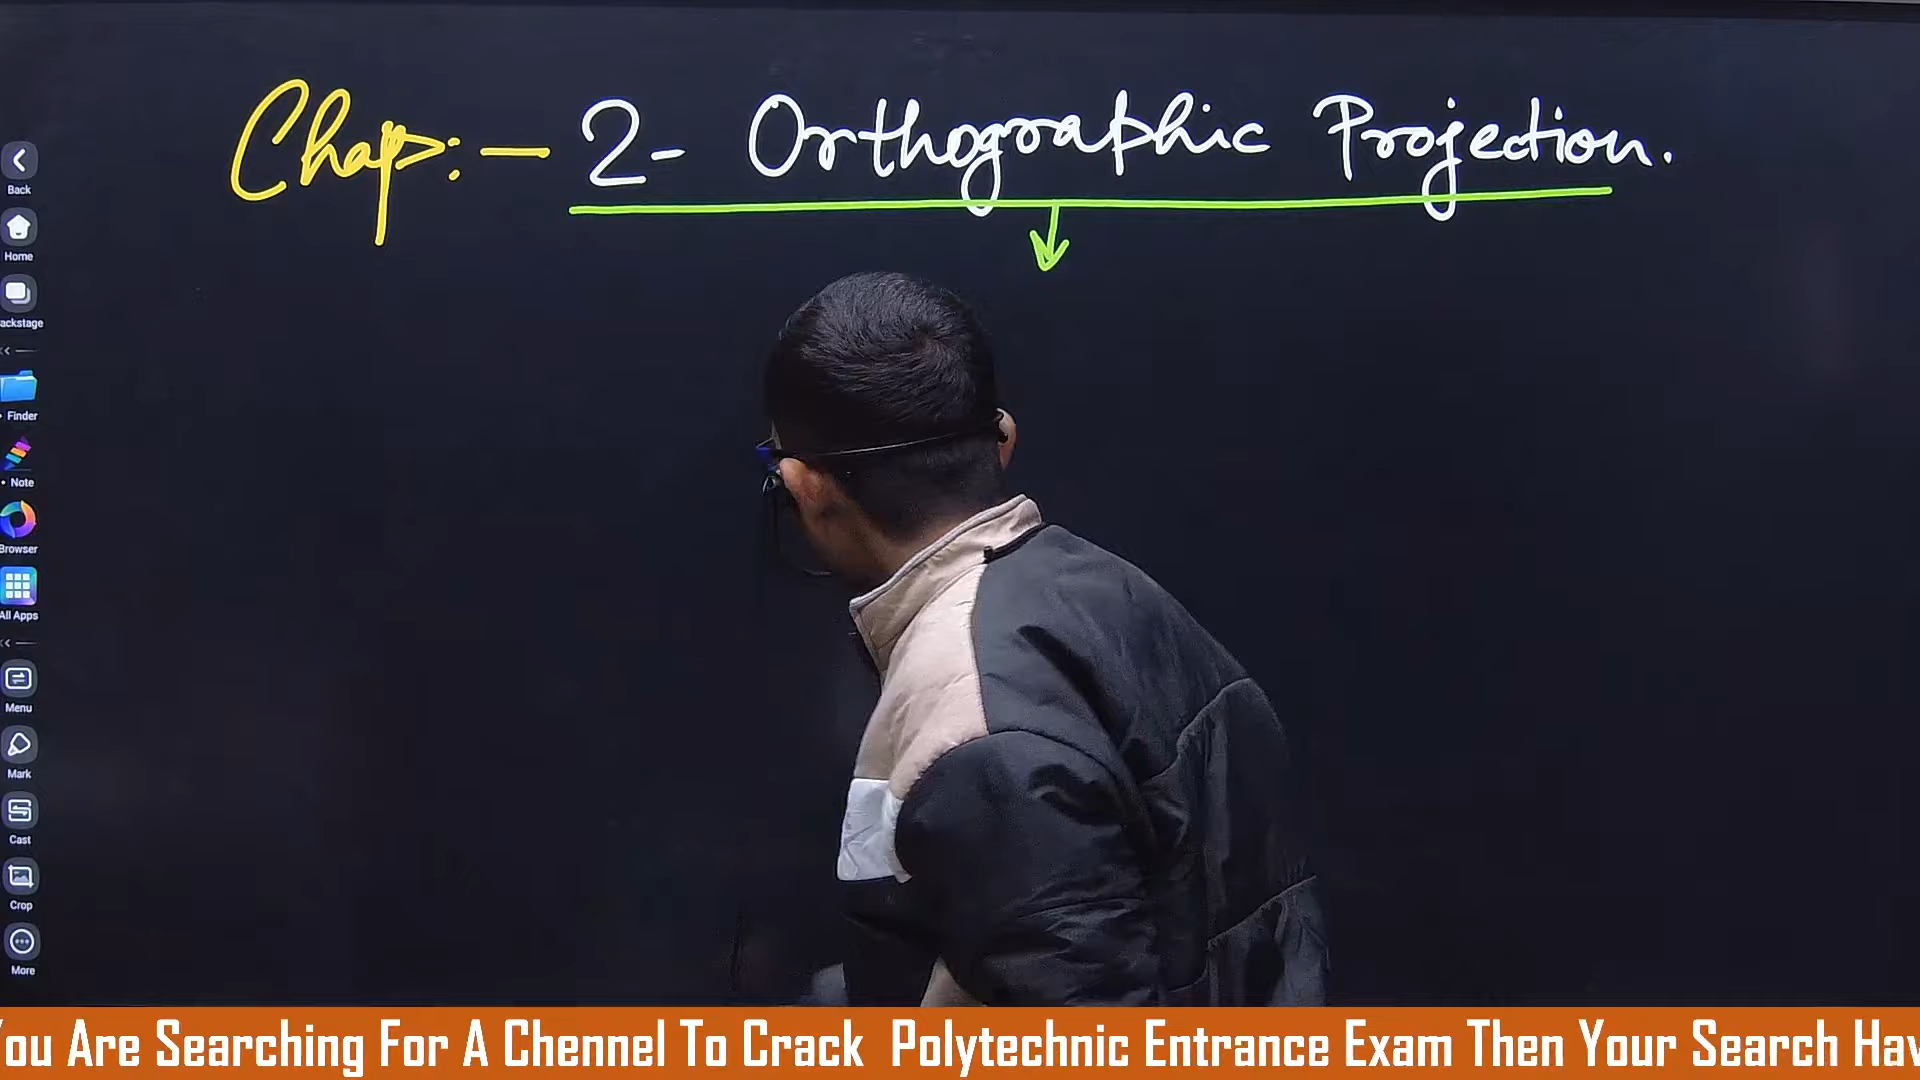 Chap:- 2- Orthographic Projection.
Back
Home
ackstage
Finder
Note
Browser
All Apps
Menu
Mark
Cast
Crop
More
You Are Searching For A Chennel To Crack Polytechnic Entrance Exam Then Your Search Hav